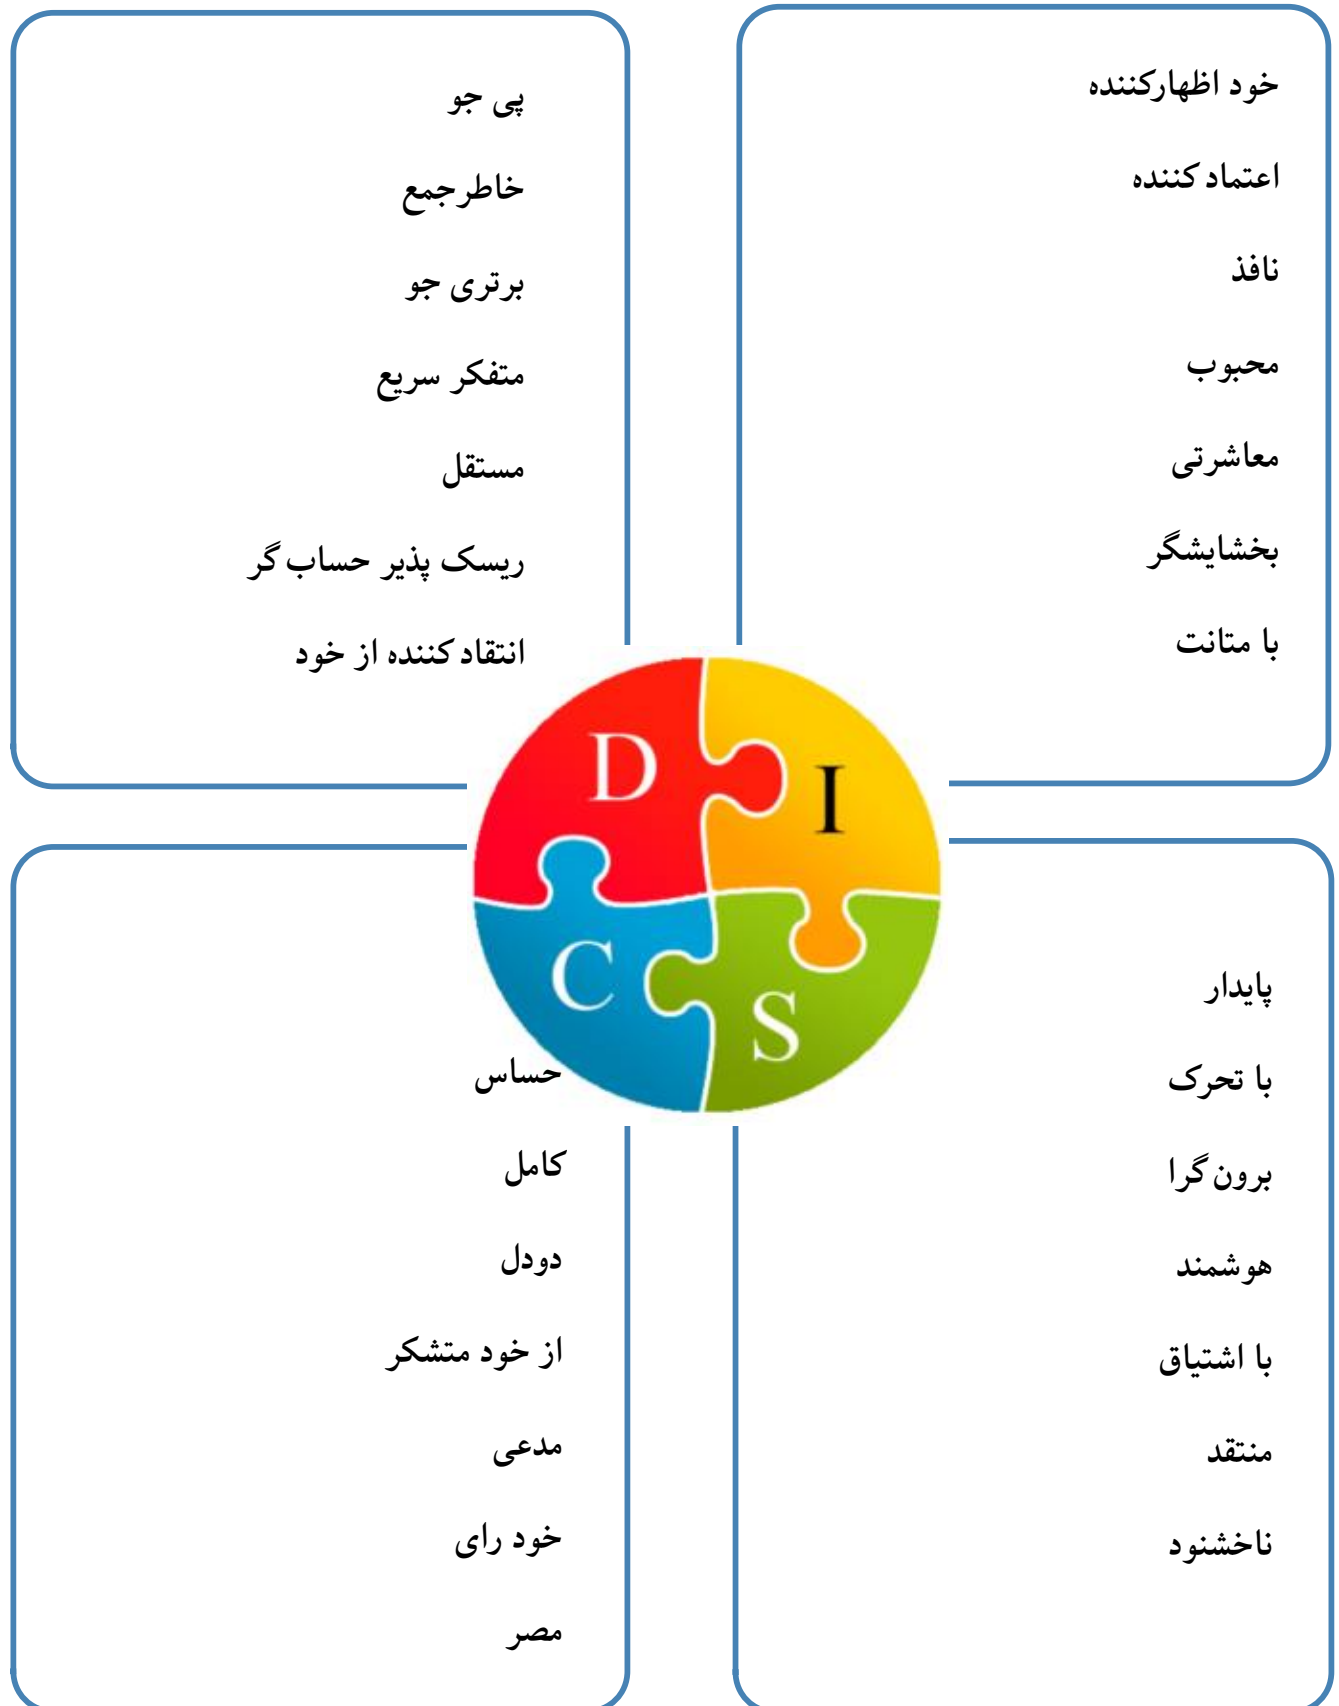 خود اظهارکننده
اعتماد کننده
نافذ
محبوب
معاشرتی
بخشایشگر
با متانت
پی جو
خاطرجمع
برتری جو
متفکر سریع
مستقل
ریسک پذیر حساب گر
انتقاد کننده از خود
D
I
C
S
پایدار
با تحرک
برون گرا
هوشمند
با اشتیاق
منتقد
ناخشنود
حساس
کامل
دودل
از خود متشکر
مدعی
خود رای
مصر